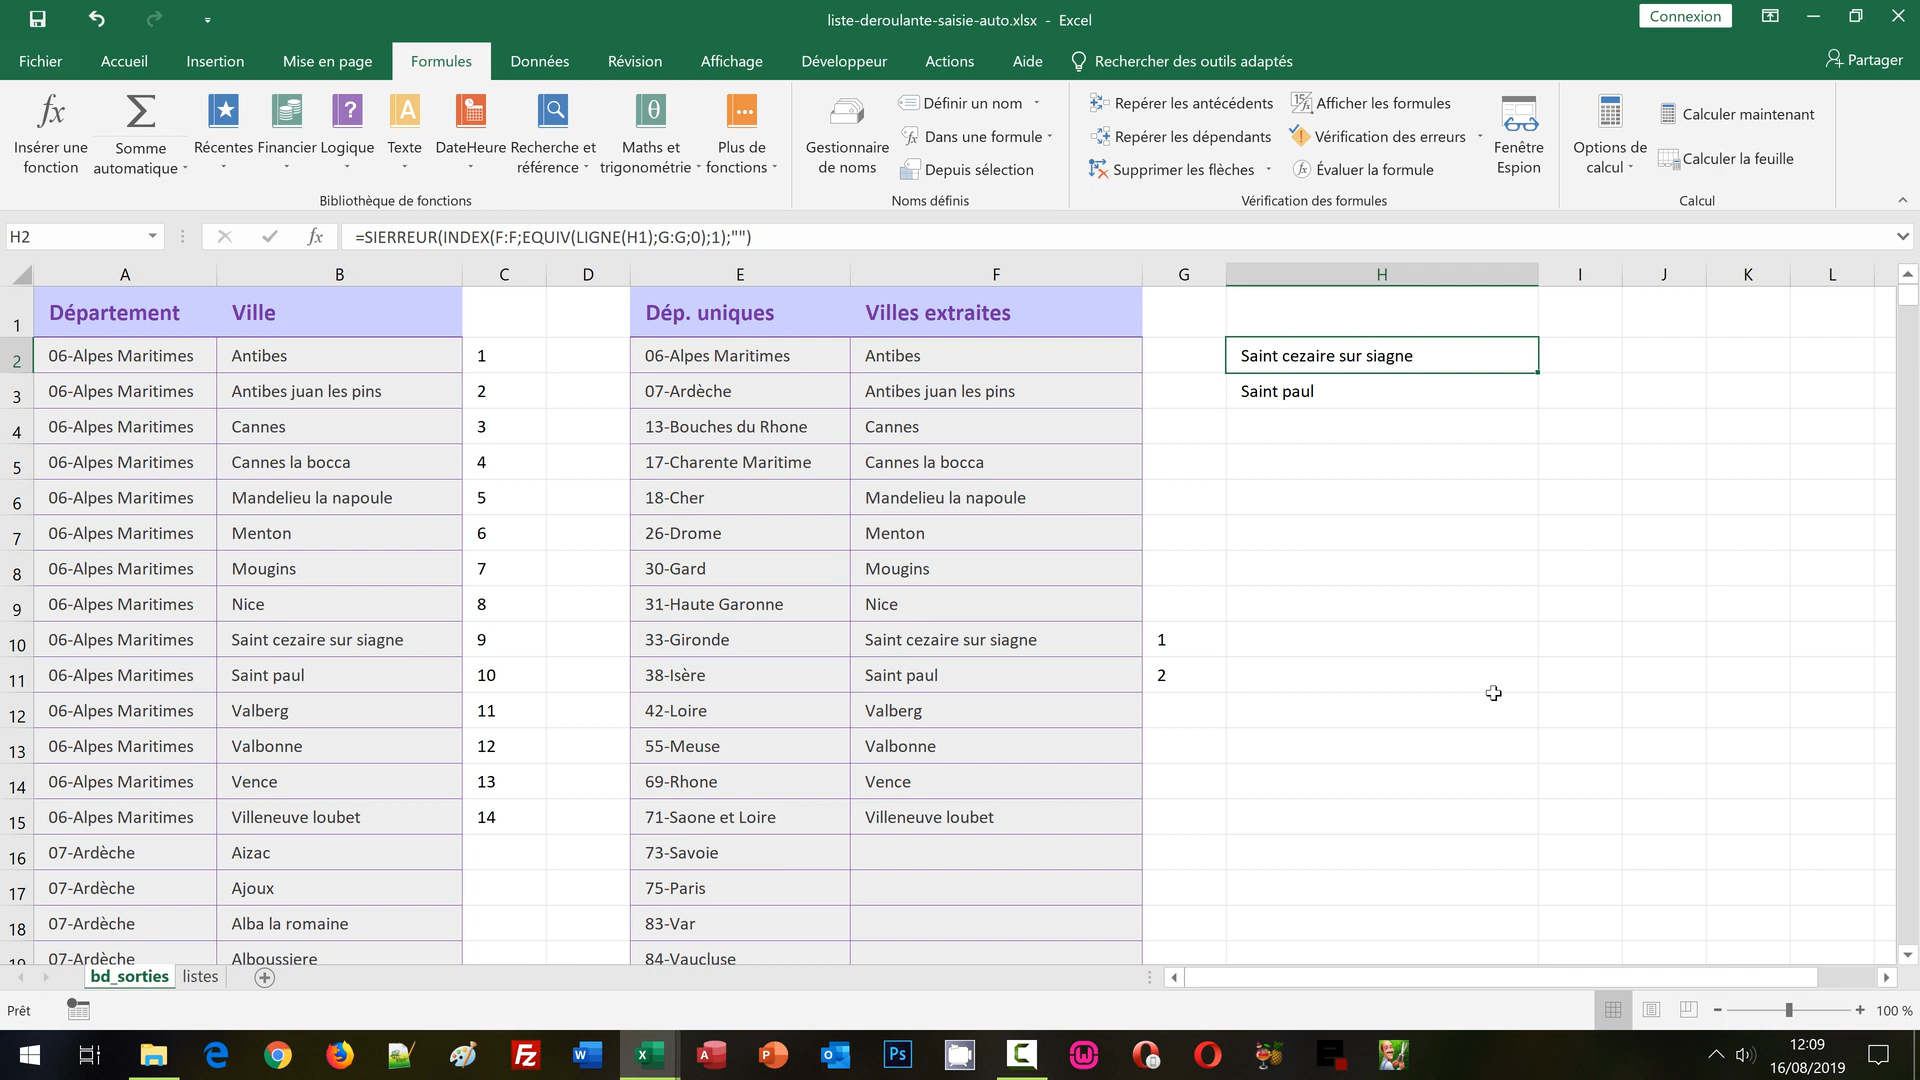 liste-deroulante-saisie-auto.xlsx - Excel
Connexion
Fichier Accueil Insertion Mise en page Formules Données Révision Affichage Développeur Actions Aide Rechercher des outils adaptés Partager
Insérer une fonction
Somme automatique
Récentes
Financier
Logique
Texte
DateHeure
Recherche et référence
Maths et trigonométrie
Plus de fonctions
Bibliothèque de fonctions
Gestionnaire de noms
Définir un nom
Dans une formule
Depuis sélection
Noms définis
Repérer les antécédents
Repérer les dépendants
Supprimer les flèches
Afficher les formules
Vérification des erreurs
Évaluer la formule
Fenêtre Espion
Vérification des formules
Options de calcul
Calculer maintenant
Calculer la feuille
Calcul
H2 fx =SIERREUR(INDEX(F:F;EQUIV(LIGNE(H1);G:G;0);1);"")
A B C D E F G H I J K L
1 Département Ville Dép. uniques Villes extraites
2 06-Alpes Maritimes Antibes 1 06-Alpes Maritimes Antibes Saint cezaire sur siagne
3 06-Alpes Maritimes Antibes juan les pins 2 07-Ardèche Antibes juan les pins Saint paul
4 06-Alpes Maritimes Cannes 3 13-Bouches du Rhone Cannes
5 06-Alpes Maritimes Cannes la bocca 4 17-Charente Maritime Cannes la bocca
6 06-Alpes Maritimes Mandelieu la napoule 5 18-Cher Mandelieu la napoule
7 06-Alpes Maritimes Menton 6 26-Drome Menton
8 06-Alpes Maritimes Mougins 7 30-Gard Mougins
9 06-Alpes Maritimes Nice 8 31-Haute Garonne Nice
10 06-Alpes Maritimes Saint cezaire sur siagne 9 33-Gironde Saint cezaire sur siagne 1
11 06-Alpes Maritimes Saint paul 10 38-Isère Saint paul 2
12 06-Alpes Maritimes Valberg 11 42-Loire Valberg
13 06-Alpes Maritimes Valbonne 12 55-Meuse Valbonne
14 06-Alpes Maritimes Vence 13 69-Rhone Vence
15 06-Alpes Maritimes Villeneuve loubet 14 71-Saone et Loire Villeneuve loubet
16 07-Ardèche Aizac 73-Savoie
17 07-Ardèche Ajoux 75-Paris
18 07-Ardèche Alba la romaine 83-Var
19 07-Ardèche Alboussiere 84-Vaucluse
bd_sorties listes
Prêt 100 %
12:09
16/08/2019